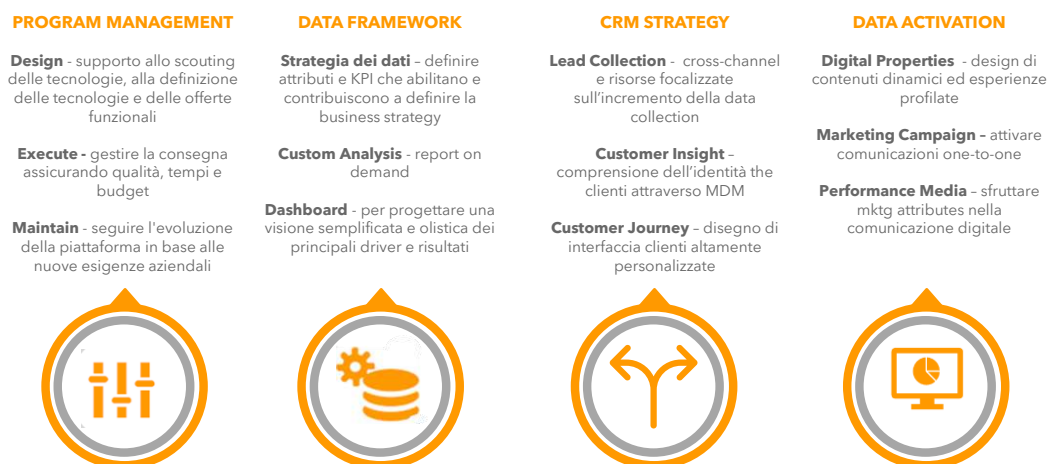 PROGRAM MANAGEMENT
Design - supporto allo scouting
delle tecnologie, alla definizione
delle tecnologie e delle offerte
funzionali
Execute - gestire la consegna
assicurando qualità, tempi e
budget
Maintain - seguire l'evoluzione
della piattaforma in base alle
nuove esigenze aziendali
DATA FRAMEWORK
Strategia dei dati – definire
attributi e KPI che abilitano e
contribuiscono a definire la
business strategy
Custom Analysis - report on
demand
Dashboard - per progettare una
visione semplificata e olistica dei
principali driver e risultati
CRM STRATEGY
Lead Collection - cross-channel
e risorse focalizzate
sull'incremento della data
collection
Customer Insight –
comprensione dell'identità the
clienti attraverso MDM
Customer Journey – disegno di
interfaccia clienti altamente
personalizzate
DATA ACTIVATION
Digital Properties - design di
contenuti dinamici ed esperienze
profilate
Marketing Campaign – attivare
comunicazioni one-to-one
Performance Media – sfruttare
mktg attributes nella
comunicazione digitale